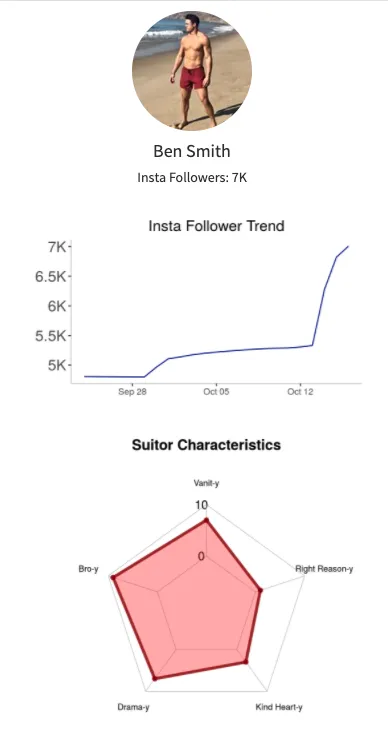 Ben Smith
Insta Followers: 7K
Insta Follower Trend
7K
6.5K
6K
5.5K
5K
Sep 28 Oct 05 Oct 12
Suitor Characteristics
Vanit-y
10
0
Bro-y
Right Reason-y
Drama-y
Kind Heart-y